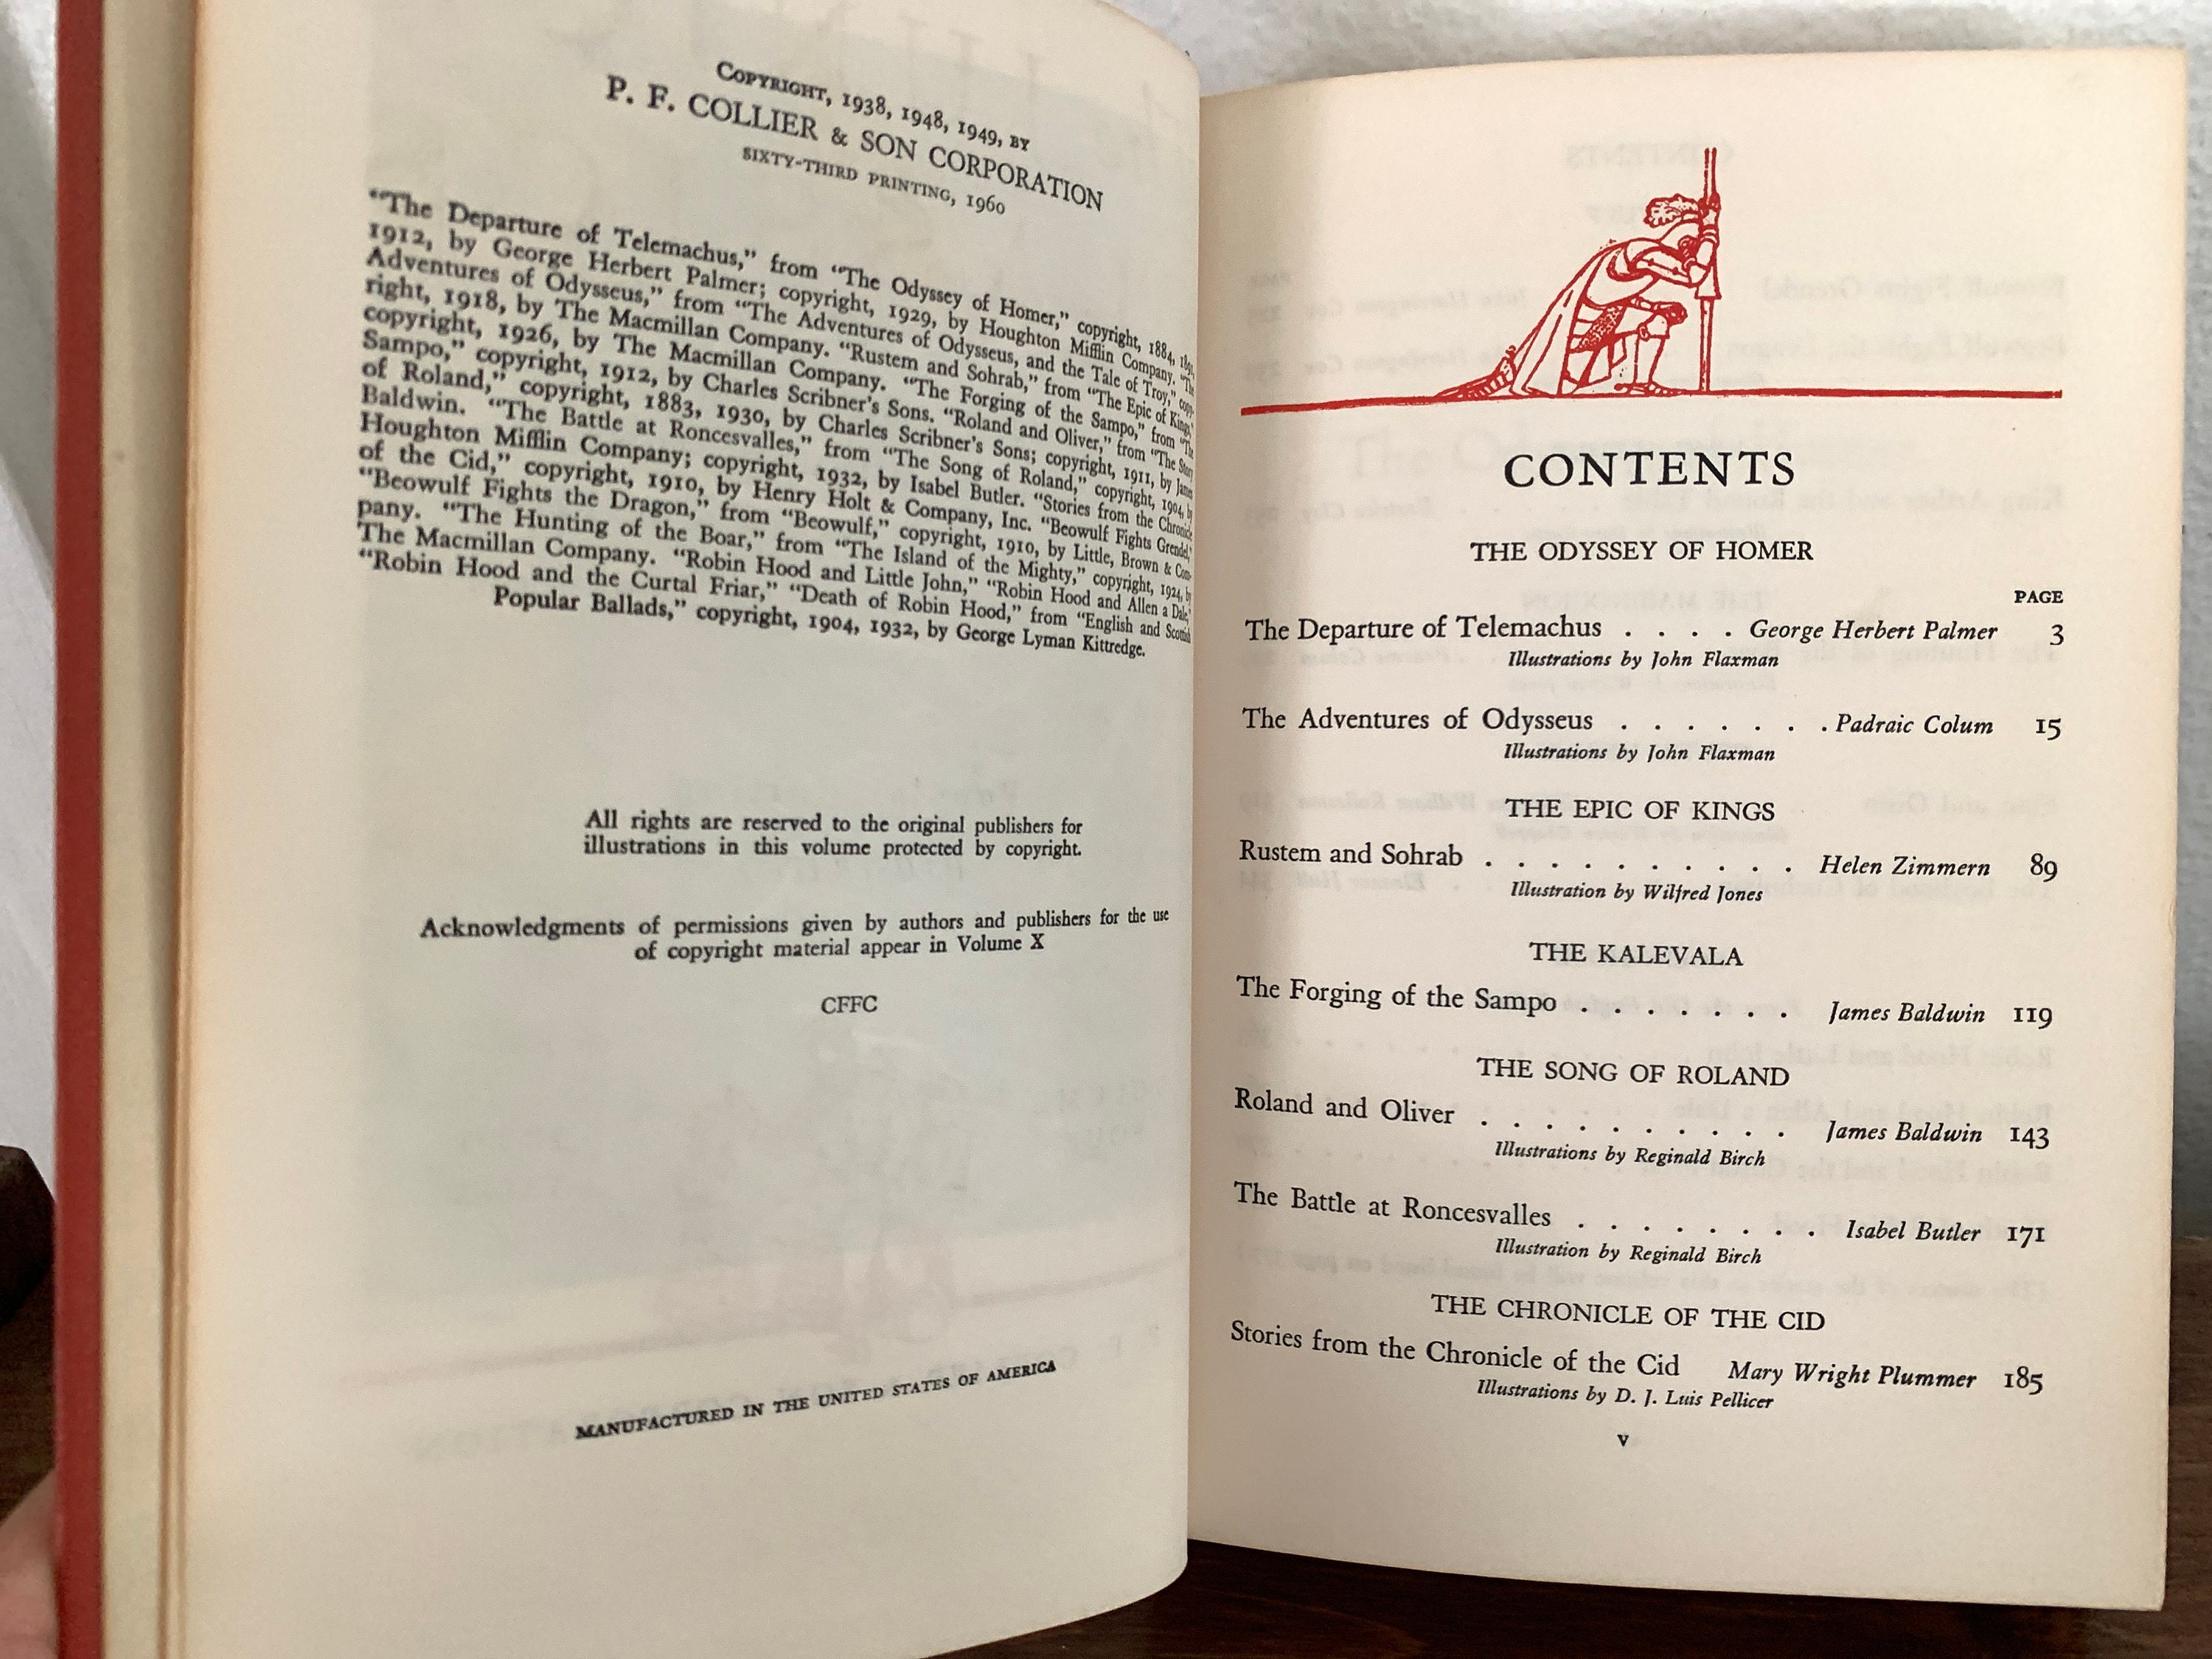 COPYRIGHT, 1938, 1948, 1949, BY
P. F. COLLIER & SON CORPORATION
SIXTY-THIRD PRINTING, 1960
“The Departure of Telemachus,” from “The Odyssey of Homer,” copyright, 1884, 1891,
1912, by George Herbert Palmer; copyright, 1929, by Houghton Mifflin Company. “The
Adventures of Odysseus,” from “The Adventures of Odysseus, and the Tale of Troy,” copy-
right, 1918, by The Macmillan Company. “Rustem and Sohrab,” from “The Epic of Kings,”
copyright, 1926, by The Macmillan Company. “The Forging of the Sampo,” from “The
Sampo,” copyright, 1912, by Charles Scribner’s Sons. “Roland and Oliver,” from “The Story
of Roland,” copyright, 1883, 1930, by Charles Scribner’s Sons; copyright, 1911, by James
Baldwin. “The Battle at Roncesvalles,” from “The Song of Roland,” copyright, 1904, by
Houghton Mifflin Company; copyright, 1932, by Isabel Butler. “Stories from the Chronicle
of the Cid,” copyright, 1910, by Henry Holt & Company, Inc. “Beowulf Fights Grendel,”
“Beowulf Fights the Dragon,” from “Beowulf,” copyright, 1910, by Little, Brown & Com-
pany. “The Hunting of the Boar,” from “The Island of the Mighty,” copyright, 1924, by
The Macmillan Company. “Robin Hood and Little John,” “Robin Hood and Allen a Dale,”
“Robin Hood and the Curtal Friar,” “Death of Robin Hood,” from “English and Scottish
Popular Ballads,” copyright, 1904, 1932, by George Lyman Kittredge.
All rights are reserved to the original publishers for
illustrations in this volume protected by copyright.
Acknowledgments of permissions given by authors and publishers for the use
of copyright material appear in Volume X
CFFC
MANUFACTURED IN THE UNITED STATES OF AMERICA
CONTENTS
THE ODYSSEY OF HOMER
PAGE
The Departure of Telemachus . . . . George Herbert Palmer 3
Illustrations by John Flaxman
The Adventures of Odysseus . . . . . . . Padraic Colum 15
Illustrations by John Flaxman
THE EPIC OF KINGS
Rustem and Sohrab . . . . . . . . . . Helen Zimmern 89
Illustration by Wilfred Jones
THE KALEVALA
The Forging of the Sampo . . . . . . . James Baldwin 119
THE SONG OF ROLAND
Roland and Oliver . . . . . . . . . . James Baldwin 143
Illustrations by Reginald Birch
The Battle at Roncesvalles . . . . . . . . Isabel Butler 171
Illustration by Reginald Birch
THE CHRONICLE OF THE CID
Stories from the Chronicle of the Cid Mary Wright Plummer 185
Illustrations by D. J. Luis Pellicer
v